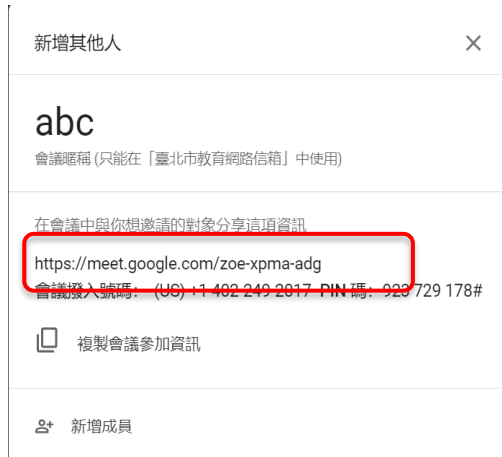 新增其他人
abc
會議暱稱 (只能在「臺北市教育網路信箱」中使用)
在會議中與你想邀請的對象分享這項資訊
https://meet.google.com/zoe-xpma-adg
會議撥入號碼： (US) +1 402 249 2017 PIN 碼： 923 729 178#
複製會議參加資訊
新增成員